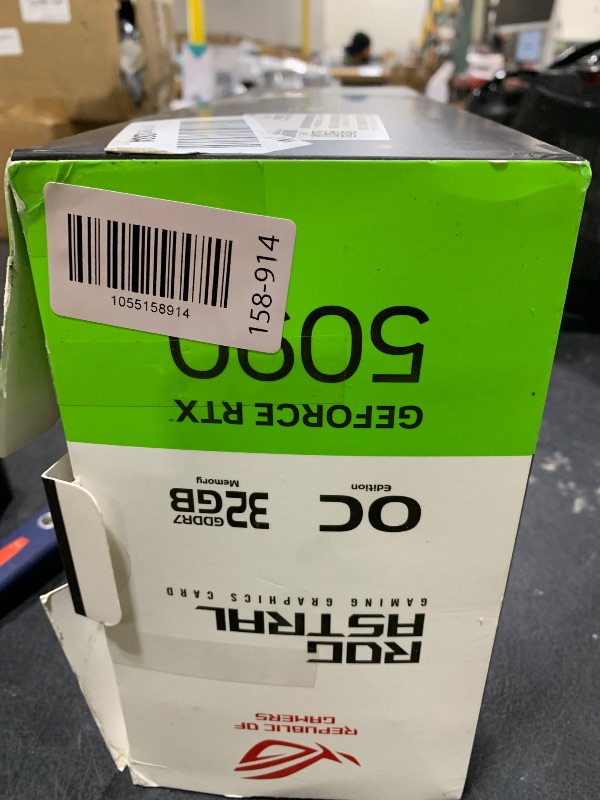 1055158914
158-914
REPUBLIC OF
GAMERS
ROG
ASTRAL
GAMING GRAPHICS CARD
OC
Edition
32GB
GDDR7
Memory
GEFORCE RTX
5090